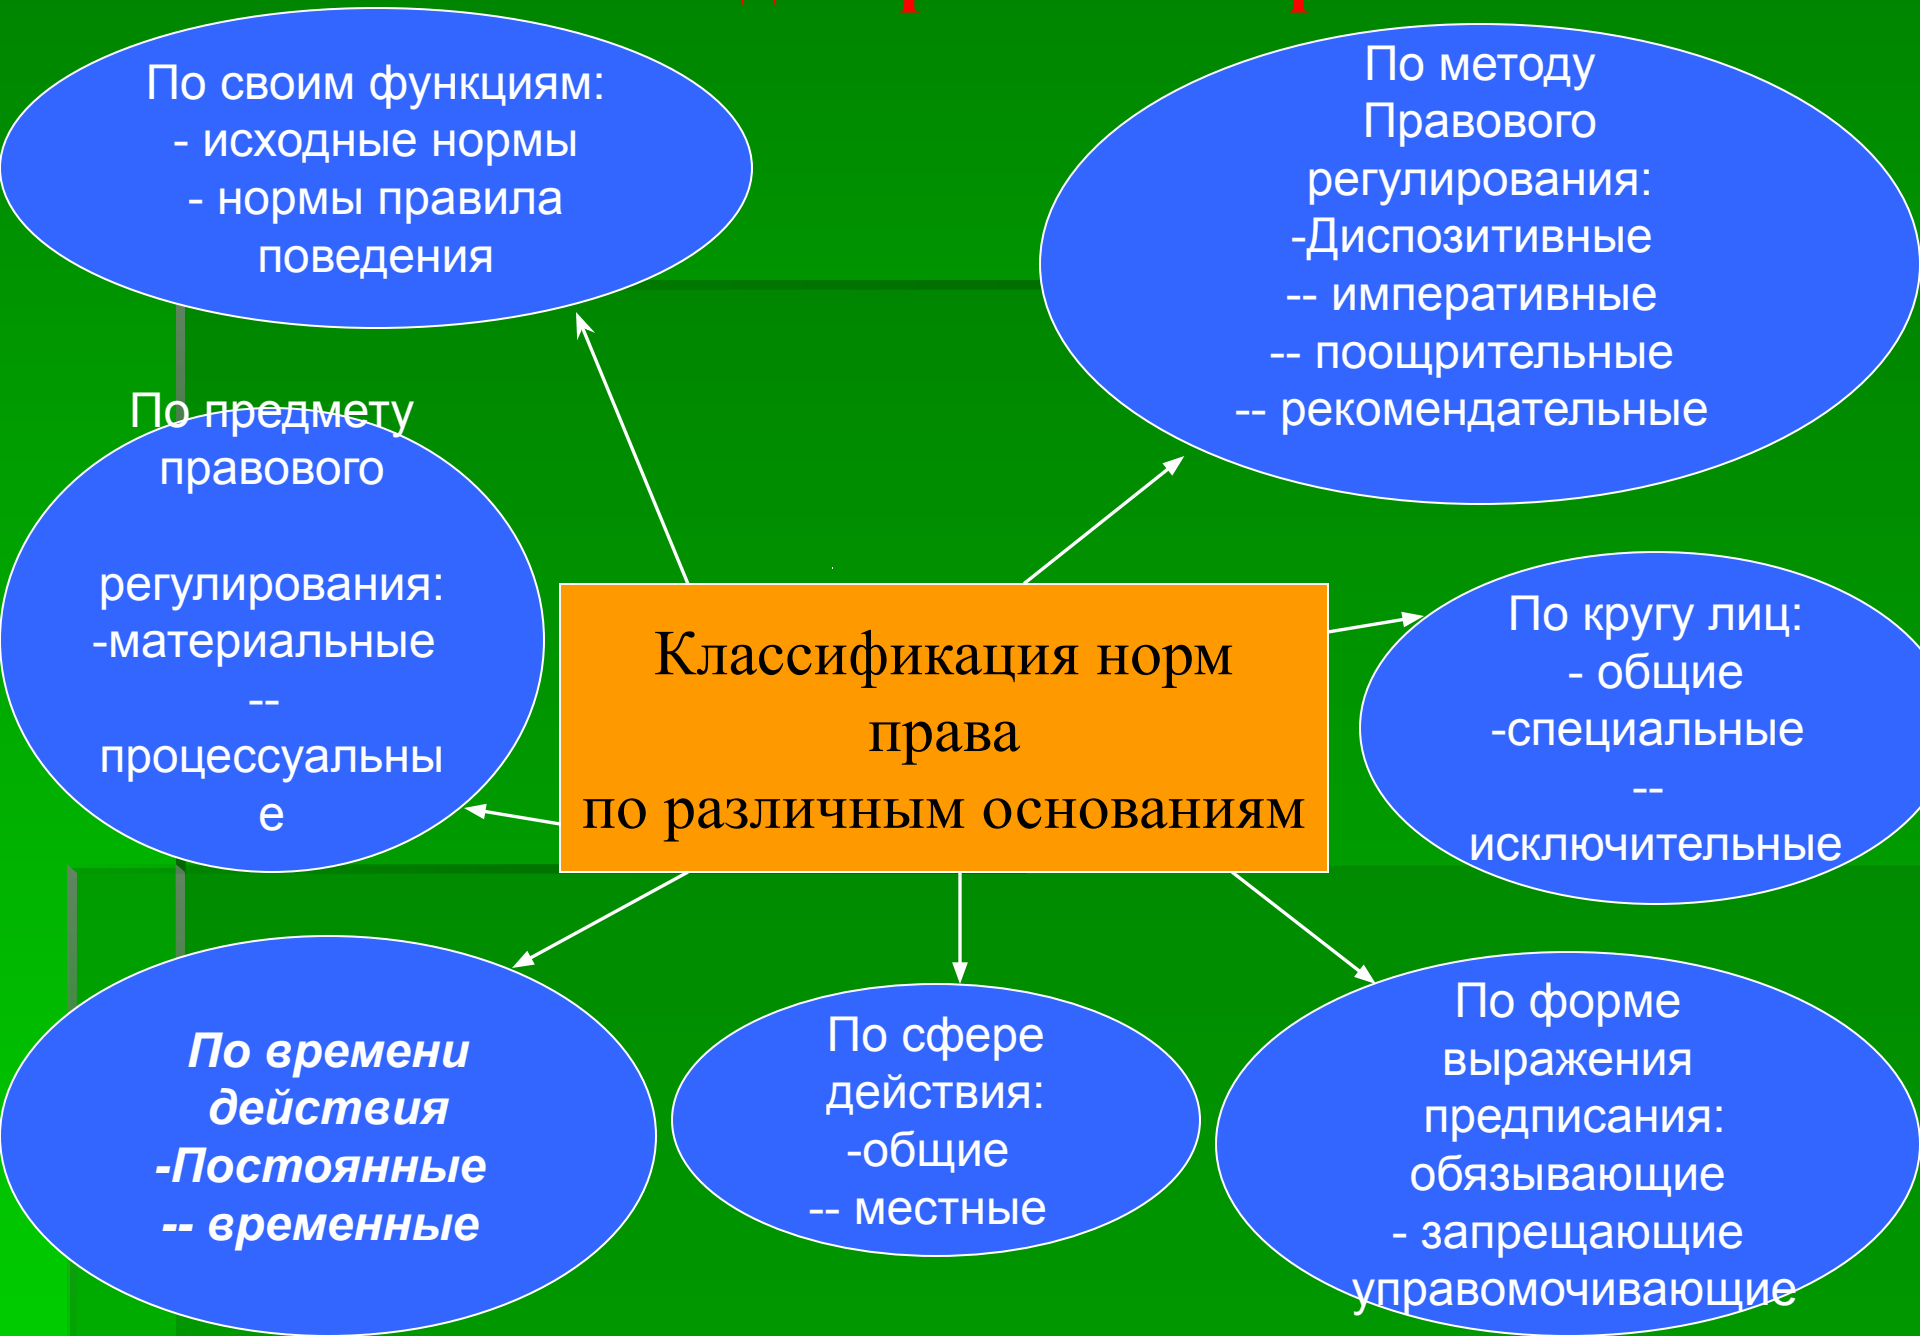 По своим функциям:
- исходные нормы
- нормы правила
поведения
По методу
Правового
регулирования:
-Диспозитивные
-- императивные
-- поощрительные
-- рекомендательные
По предмету
правового
регулирования:
-материальные
--
процессуальны
е
Классификация норм
права
по различным основаниям
По кругу лиц:
- общие
-специальные
--
исключительные
По времени
действия
-Постоянные
-- временные
По сфере
действия:
-общие
-- местные
По форме
выражения
предписания:
обязывающие
- запрещающие
управомочивающие